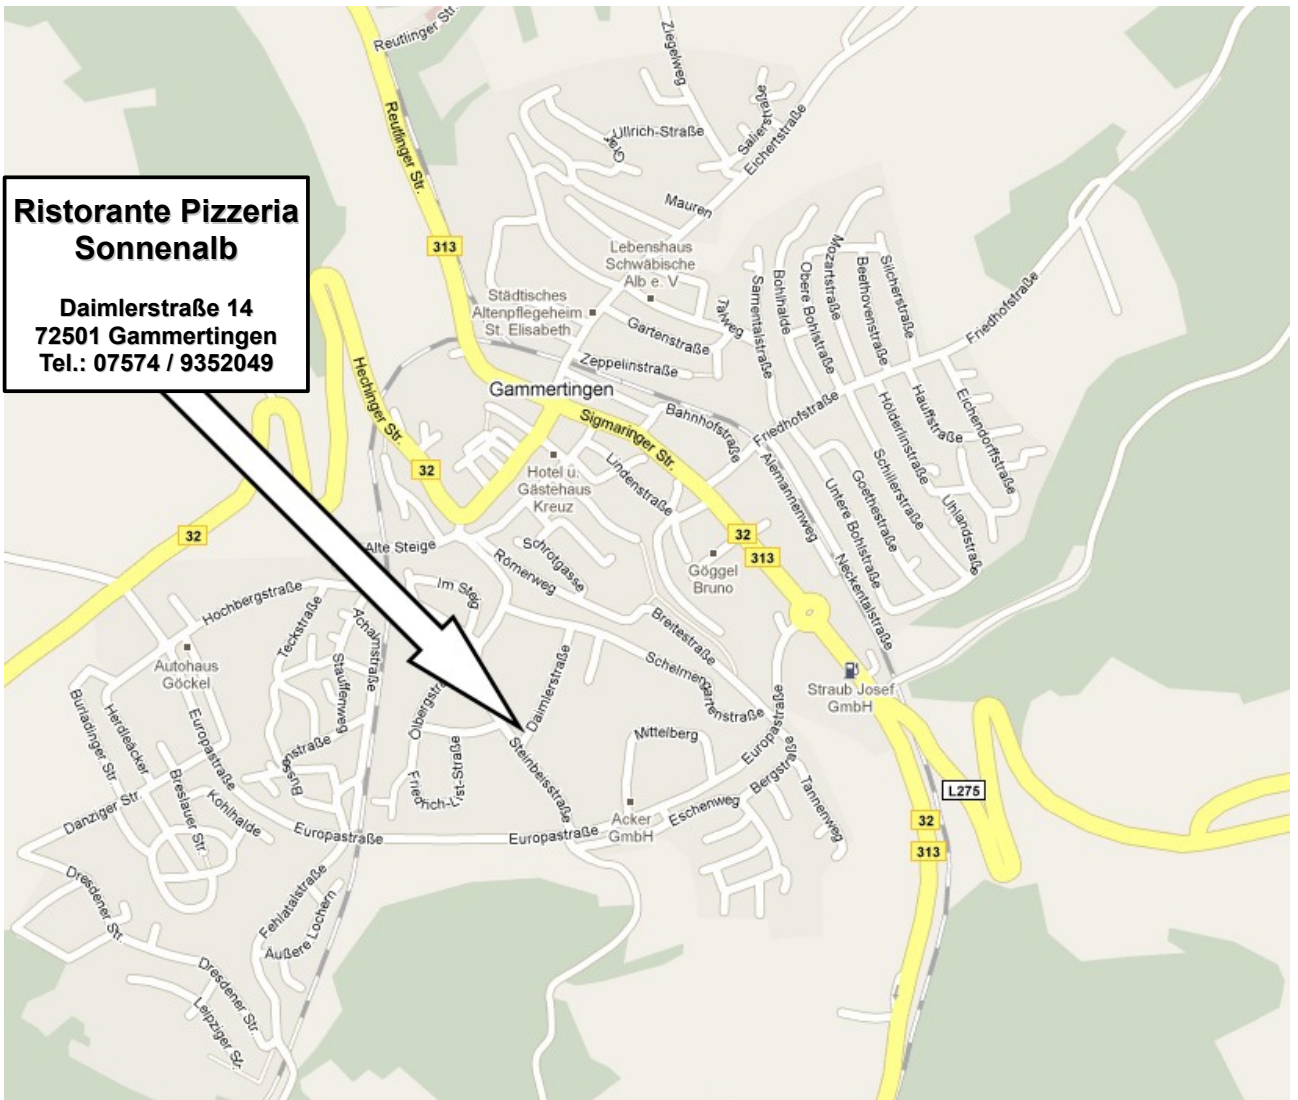 Reutlinger Str.
Reutlinger Str.
Ziegelweg
Graf
Ullrich-Straße
Salierstraße
Eichertstraße
Mauren
313
Ristorante Pizzeria
Sonnenalb
Daimlerstraße 14
72501 Gammertingen
Tel.: 07574 / 9352049
Lebenshaus
Schwäbische
Alb e. V
Städtisches
Altenpflegeheim
St. Elisabeth
Gartenstraße
Talweg
Zeppelinstraße
Sarmentalstraße
Bohlhalde
Obere Bohlstraße
Mozartstraße
Beethovenstraße
Silcherstraße
Friedhofstraße
Gammertingen
Hechinger Str.
Sigmaringer Str.
Bahnhofstraße
Friedhofstraße
Hölderlinstraße
Hauffstraße
Eichendorffstraße
32
Hotel u.
Gästehaus
Kreuz
Lindenstraße
Alemannenweg
Untere Bohlstraße
Goethestraße
Schillerstraße
Uhlandstraße
32
Alte Steige
Schrotgasse
Römerweg
32
313
Göggel
Bruno
Neckentalstraße
Hochbergstraße
Im Steig
Teckstraße
Achalmstraße
Stauffenweg
Breitestraße
Schelmengartenstraße
Daimlerstraße
Autohaus
Göckel
Straub Josef
GmbH
Burladinger Str.
Herdleäcker
Europastraße
Steinbeisstraße
Mittelberg
Europastraße
Bergstraße
Tannenweg
L275
Danziger Str.
Breslauer Str.
Kohlhalde
Europastraße
Europastraße
Acker
GmbH
Eschenweg
32
313
Dresdener Str.
Fehlatalstraße
Äußere Lochern
Dresdener Str.
Leipziger Str.